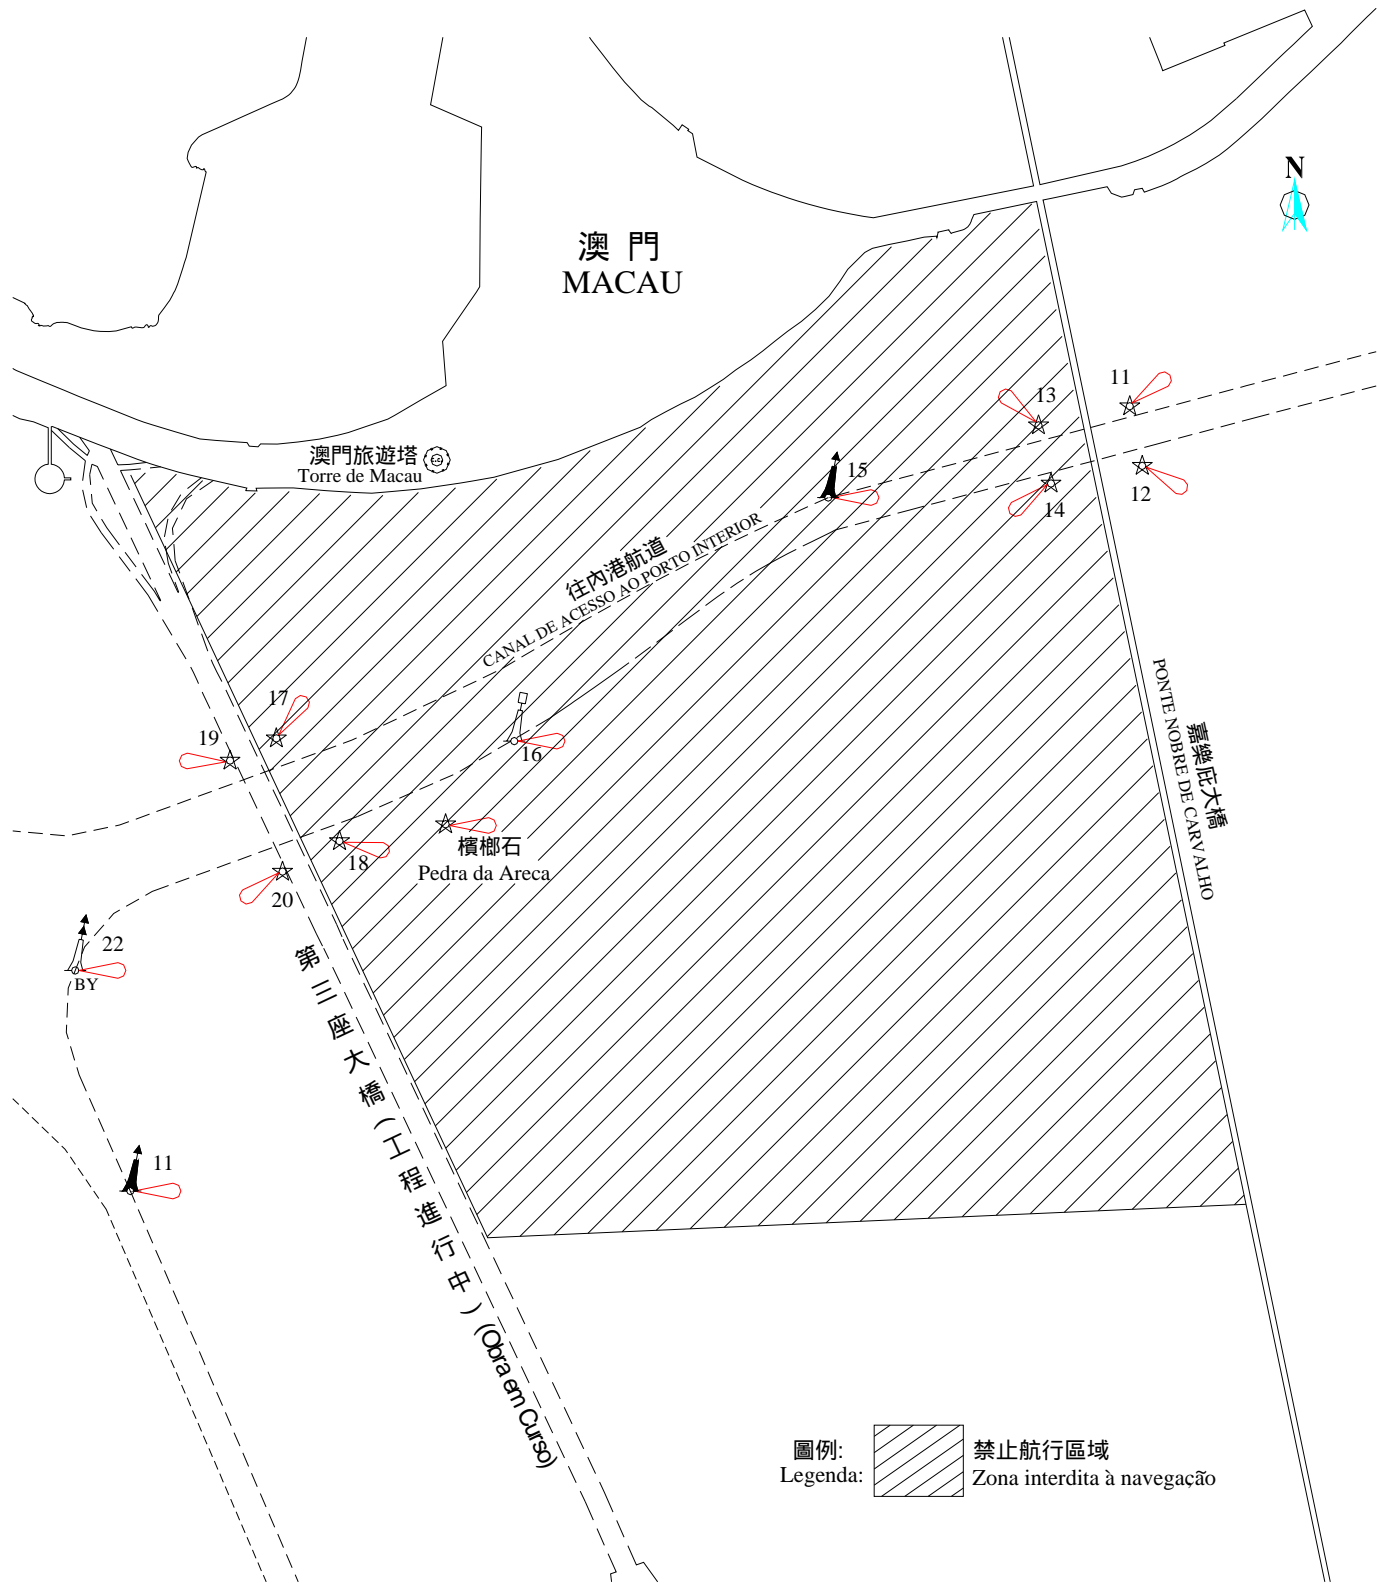 N
澳門
MACAU
11
13
澳門旅遊塔
Torre de Macau
15
12
14
往內港航道
CANAL DE ACESSO AO PORTO INTERIOR
嘉樂庇大橋
PONTE NOBRE DE CARVALHO
17
19
16
檳榔石
Pedra da Areca
18
20
22
BY
第三座大橋(工程進行中) (Obra em Curso)
11
圖例:
Legenda:
禁止航行區域
Zona interdita à navegação